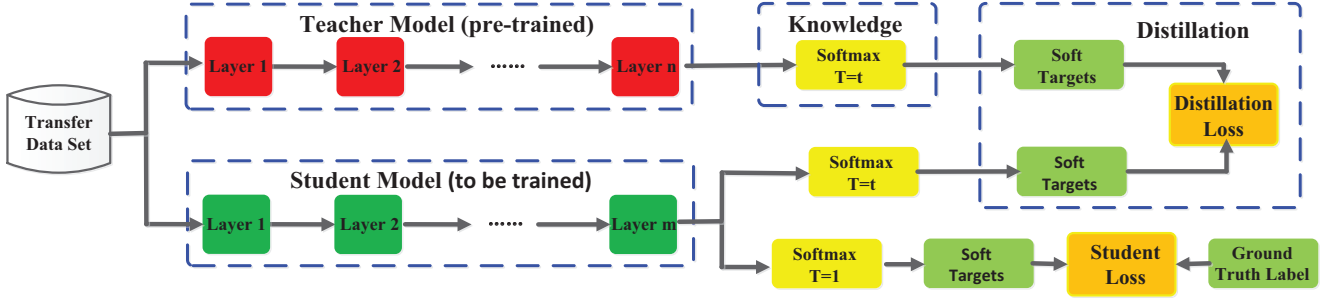 Teacher Model (pre-trained)
Layer 1
Layer 2
......
Layer n
Knowledge
Softmax
T=t
Distillation
Soft
Targets
Distillation
Loss
Transfer
Data Set
Student Model (to be trained)
Layer 1
Layer 2
......
Layer m
Softmax
T=t
Soft
Targets
Softmax
T=1
Soft
Targets
Student
Loss
Ground
Truth Label